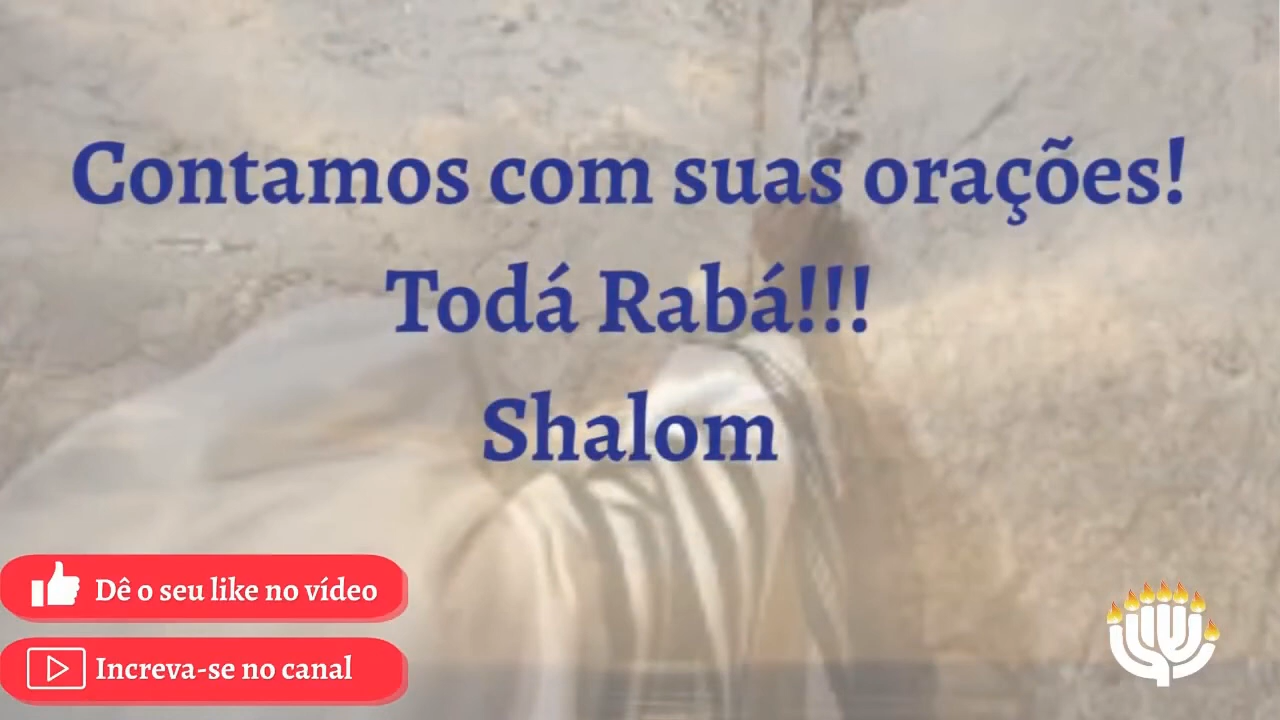 Contamos com suas orações!
Todá Rabá!!!
Shalom
Dê o seu like no vídeo
Increva-se no canal